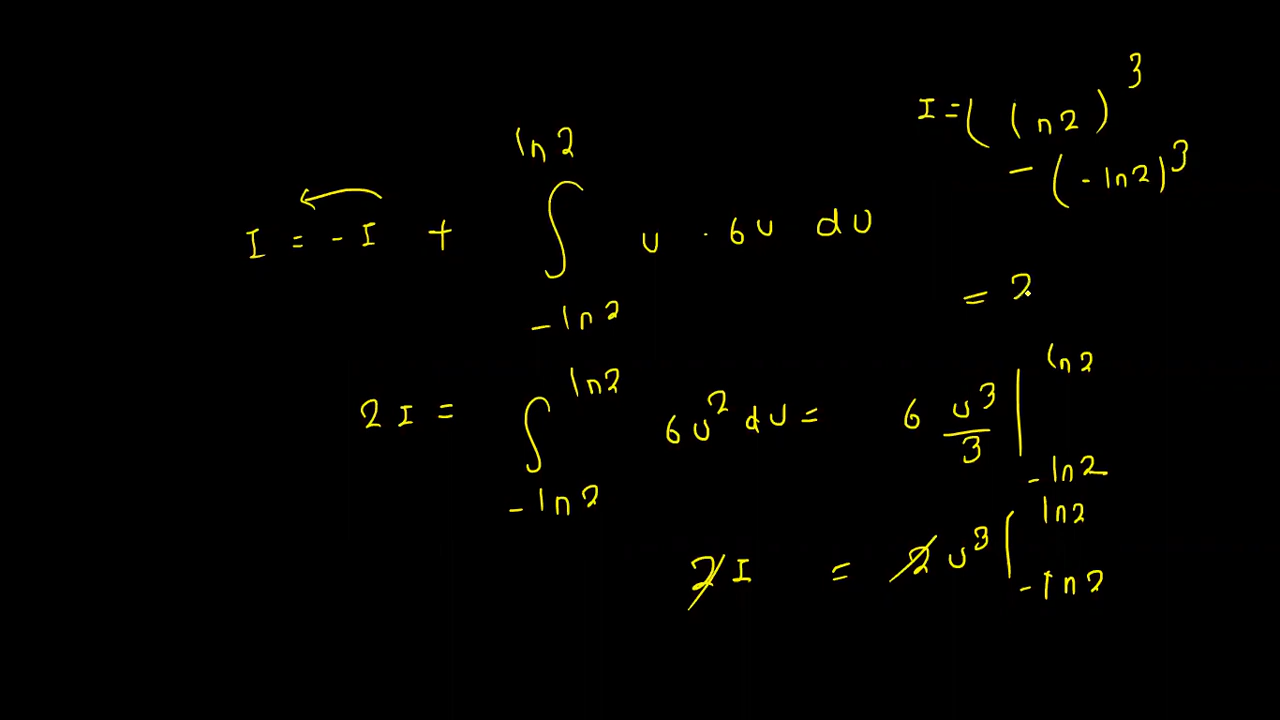 I = - I + ∫_{-ln2}^{ln2} u · 6u du
2I = ∫_{-ln2}^{ln2} 6u² du = 6 u³/3 |_{-ln2}^{ln2}
2I = 2u³ |_{-ln2}^{ln2}
I = (ln2)³
- (-ln2)³
= 2